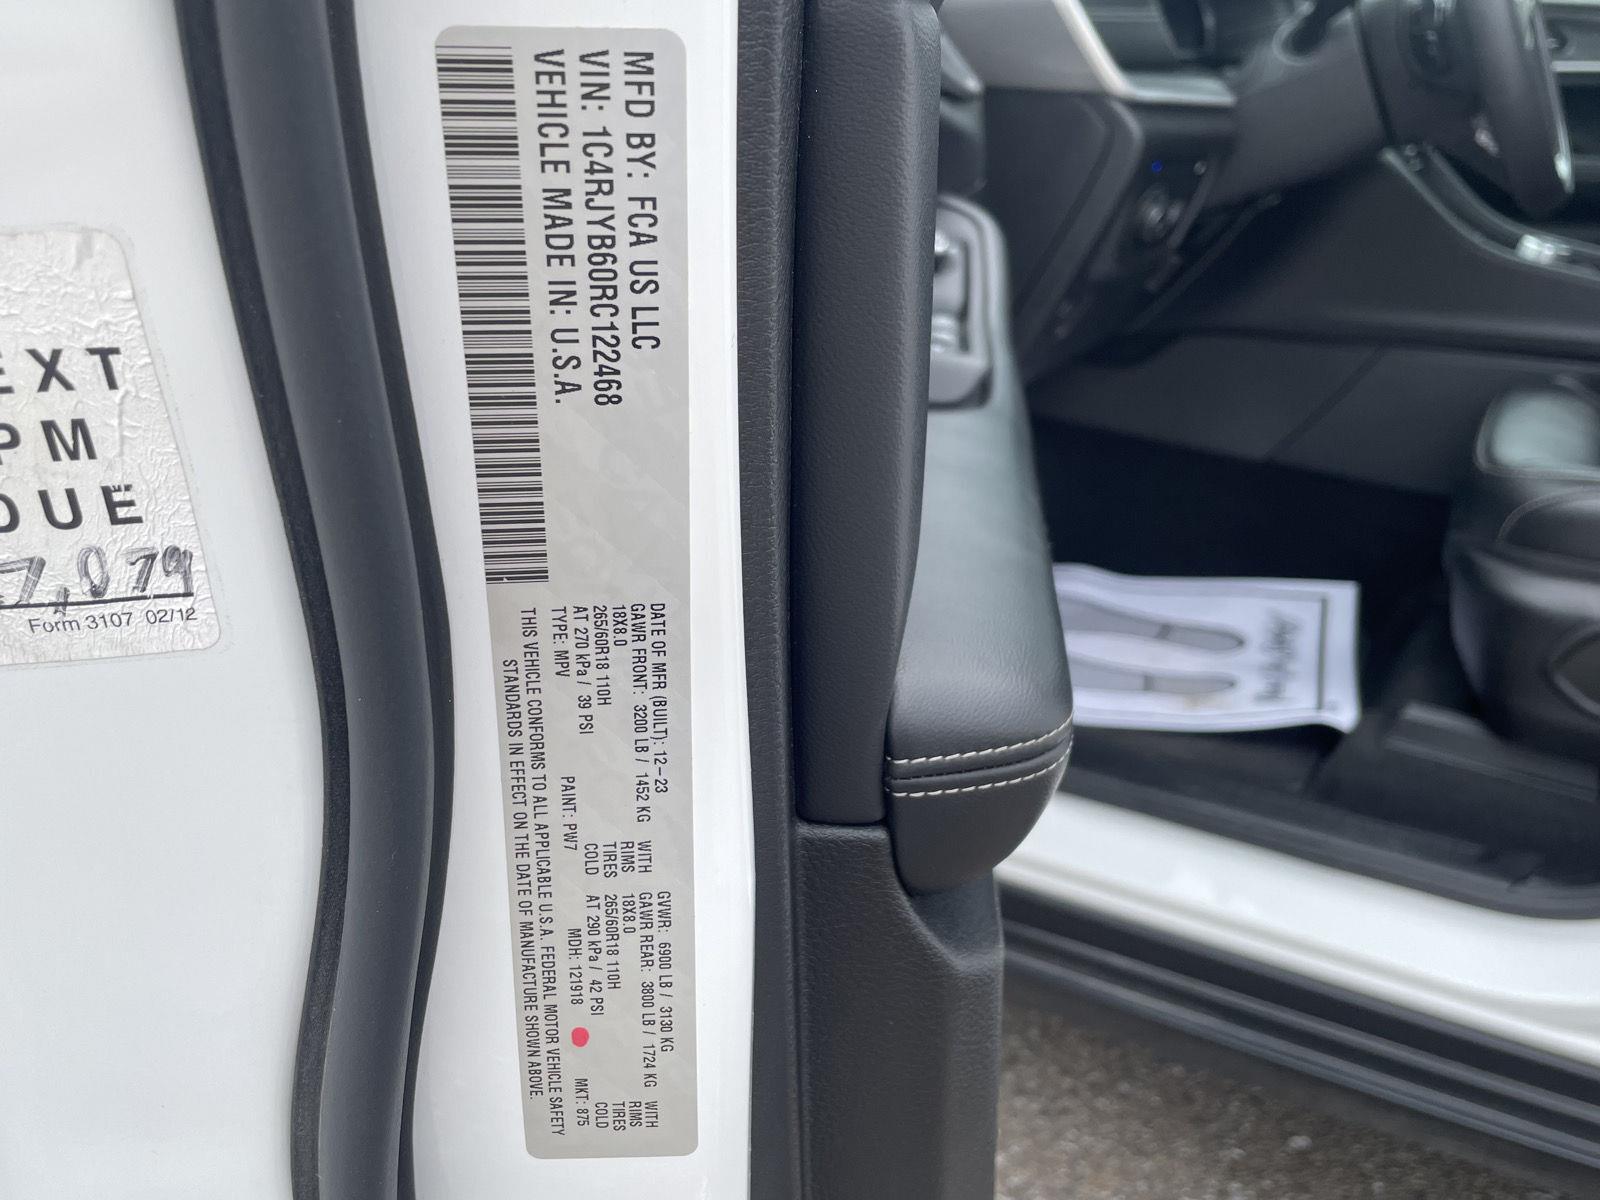 MFD BY: FCA US LLC
VIN: 1C4RJYB60RC122468
VEHICLE MADE IN: U.S.A.
DATE OF MFR (BUILT): 12-23 GVWR: 6900 LB / 3130 KG
GAWR FRONT: 3200 LB / 1452 KG WITH GAWR REAR: 3800 LB / 1724 KG WITH
18X8.0 RIMS 18X8.0 RIMS
265/60R18 110H TIRES 265/60R18 110H TIRES
AT 270 kPa / 39 PSI COLD AT 290 kPa / 42 PSI COLD
TYPE: MPV PAINT: PW7 MDH: 121918 MKT: 875
THIS VEHICLE CONFORMS TO ALL APPLICABLE U.S.A. FEDERAL MOTOR VEHICLE SAFETY
STANDARDS IN EFFECT ON THE DATE OF MANUFACTURE SHOWN ABOVE.
EXT
PM
DUE
7,079
Form 3107 02/12